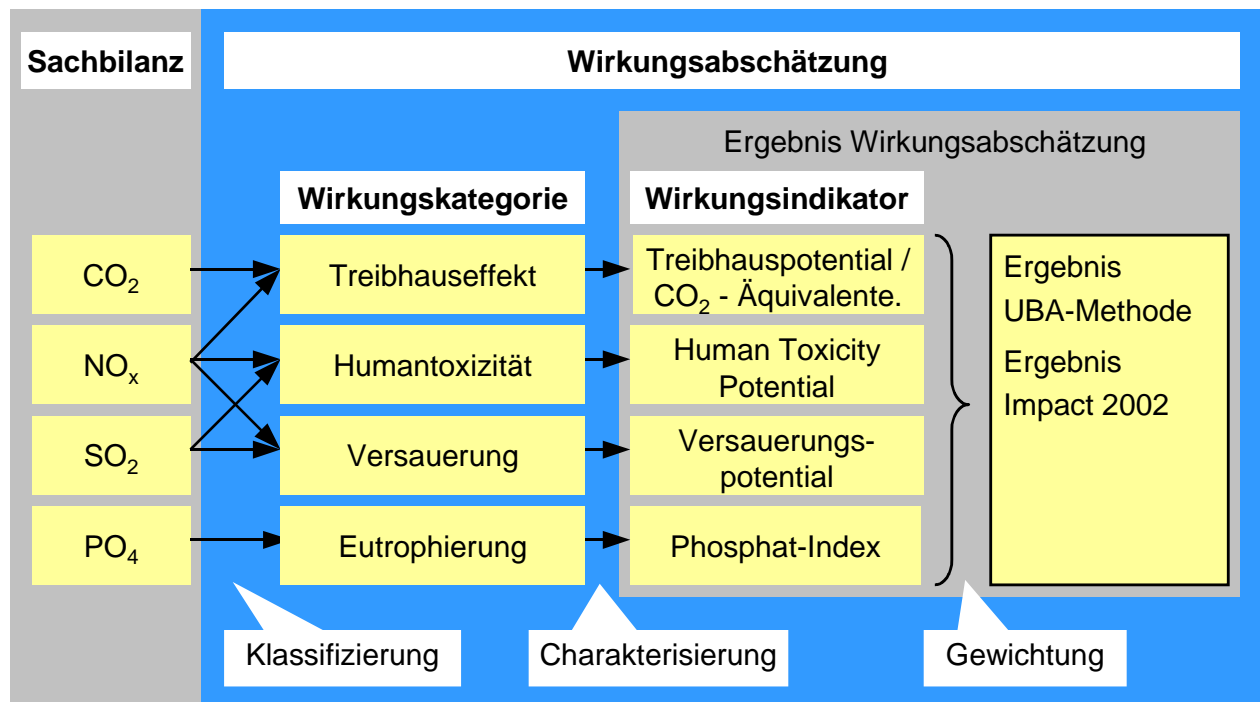 Sachbilanz
Wirkungsabschätzung
Ergebnis Wirkungsabschätzung
Wirkungskategorie
Wirkungsindikator
CO₂
Treibhauseffekt
Treibhauspotential /
CO₂ - Äquivalente.
NOₓ
Humantoxizität
Human Toxicity
Potential
SO₂
Versauerung
Versauerungs-
potential
PO₄
Eutrophierung
Phosphat-Index
Ergebnis
UBA-Methode
Ergebnis
Impact 2002
Klassifizierung
Charakterisierung
Gewichtung